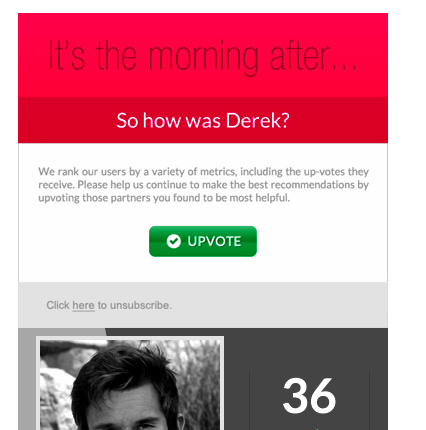 It's the morning after...
So how was Derek?
We rank our users by a variety of metrics, including the up-votes they
receive. Please help us continue to make the best recommendations by
upvoting those partners you found to be most helpful.
UPVOTE
Click here to unsubscribe.
36